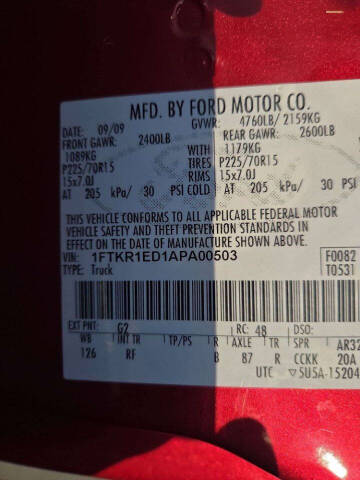 MFD. BY FORD MOTOR CO.
DATE: 09/09 GVWR: 4760LB/ 2159KG
FRONT GAWR: 2400LB REAR GAWR: 2600LB
1089KG WITH 1179KG WITH
P225/70R15 TIRES P225/70R15
15x7.0J RIMS 15x7.0J
AT 205 kPa/ 30 PSI COLD AT 205 kPa/ 30 PSI
THIS VEHICLE CONFORMS TO ALL APPLICABLE FEDERAL MOTOR
VEHICLE SAFETY AND THEFT PREVENTION STANDARDS IN
EFFECT ON THE DATE OF MANUFACTURE SHOWN ABOVE.
VIN: 1FTKR1ED1APA00503 F0082
TYPE: Truck T0531
EXT PNT: G2 RC: 48 DSO:
WB INT TR TP/PS R AXLE TR SPR AR32
126 RF B 87 R CCKK 20A
UTC 5U5A-15204